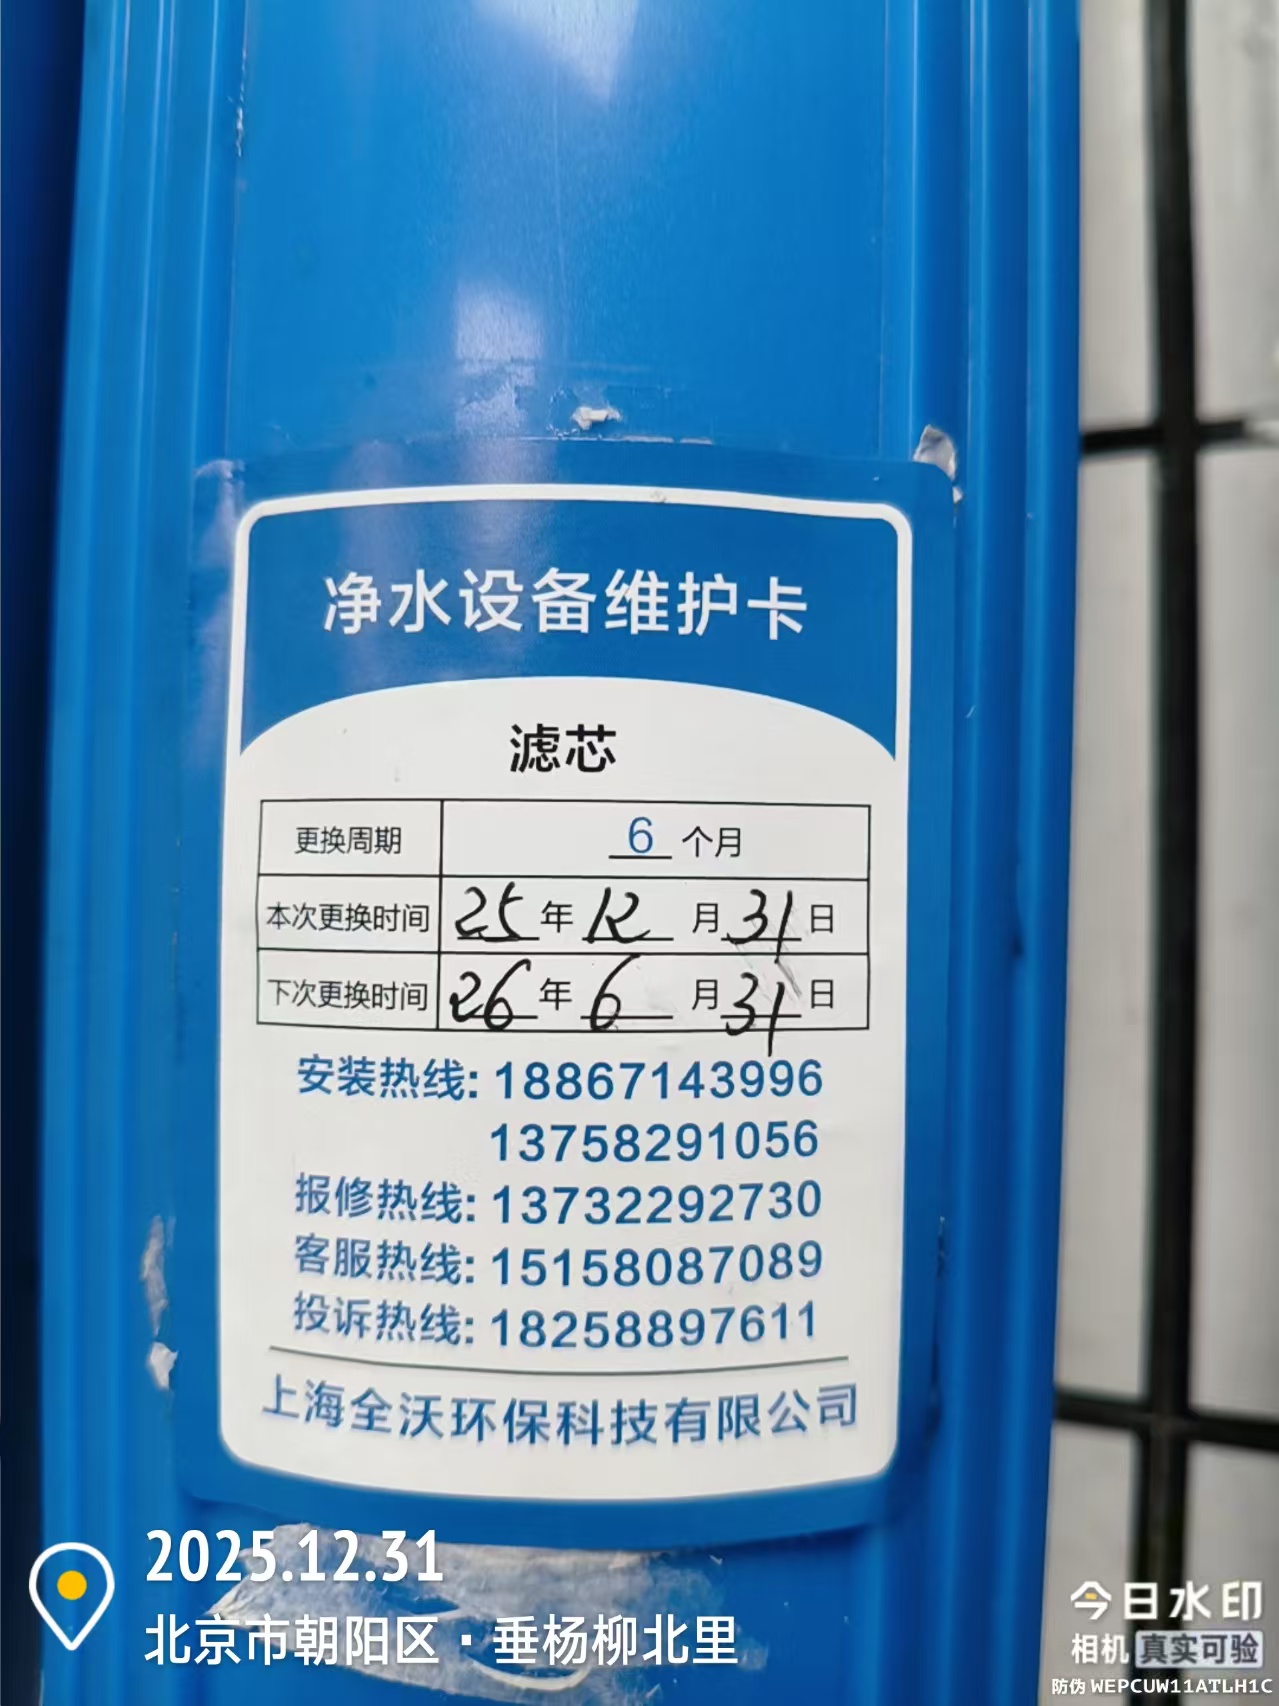 净水设备维护卡
滤芯
更换周期 6 个月
本次更换时间 25 年 12 月 31 日
下次更换时间 26 年 6 月 31 日
安装热线: 18867143996
13758291056
报修热线: 13732292730
客服热线: 15158087089
投诉热线: 18258897611
上海全沃环保科技有限公司
2025.12.31
北京市朝阳区·垂杨柳北里
今日水印
相机 真实可验
防伪 WEPCUW11ATLH1C